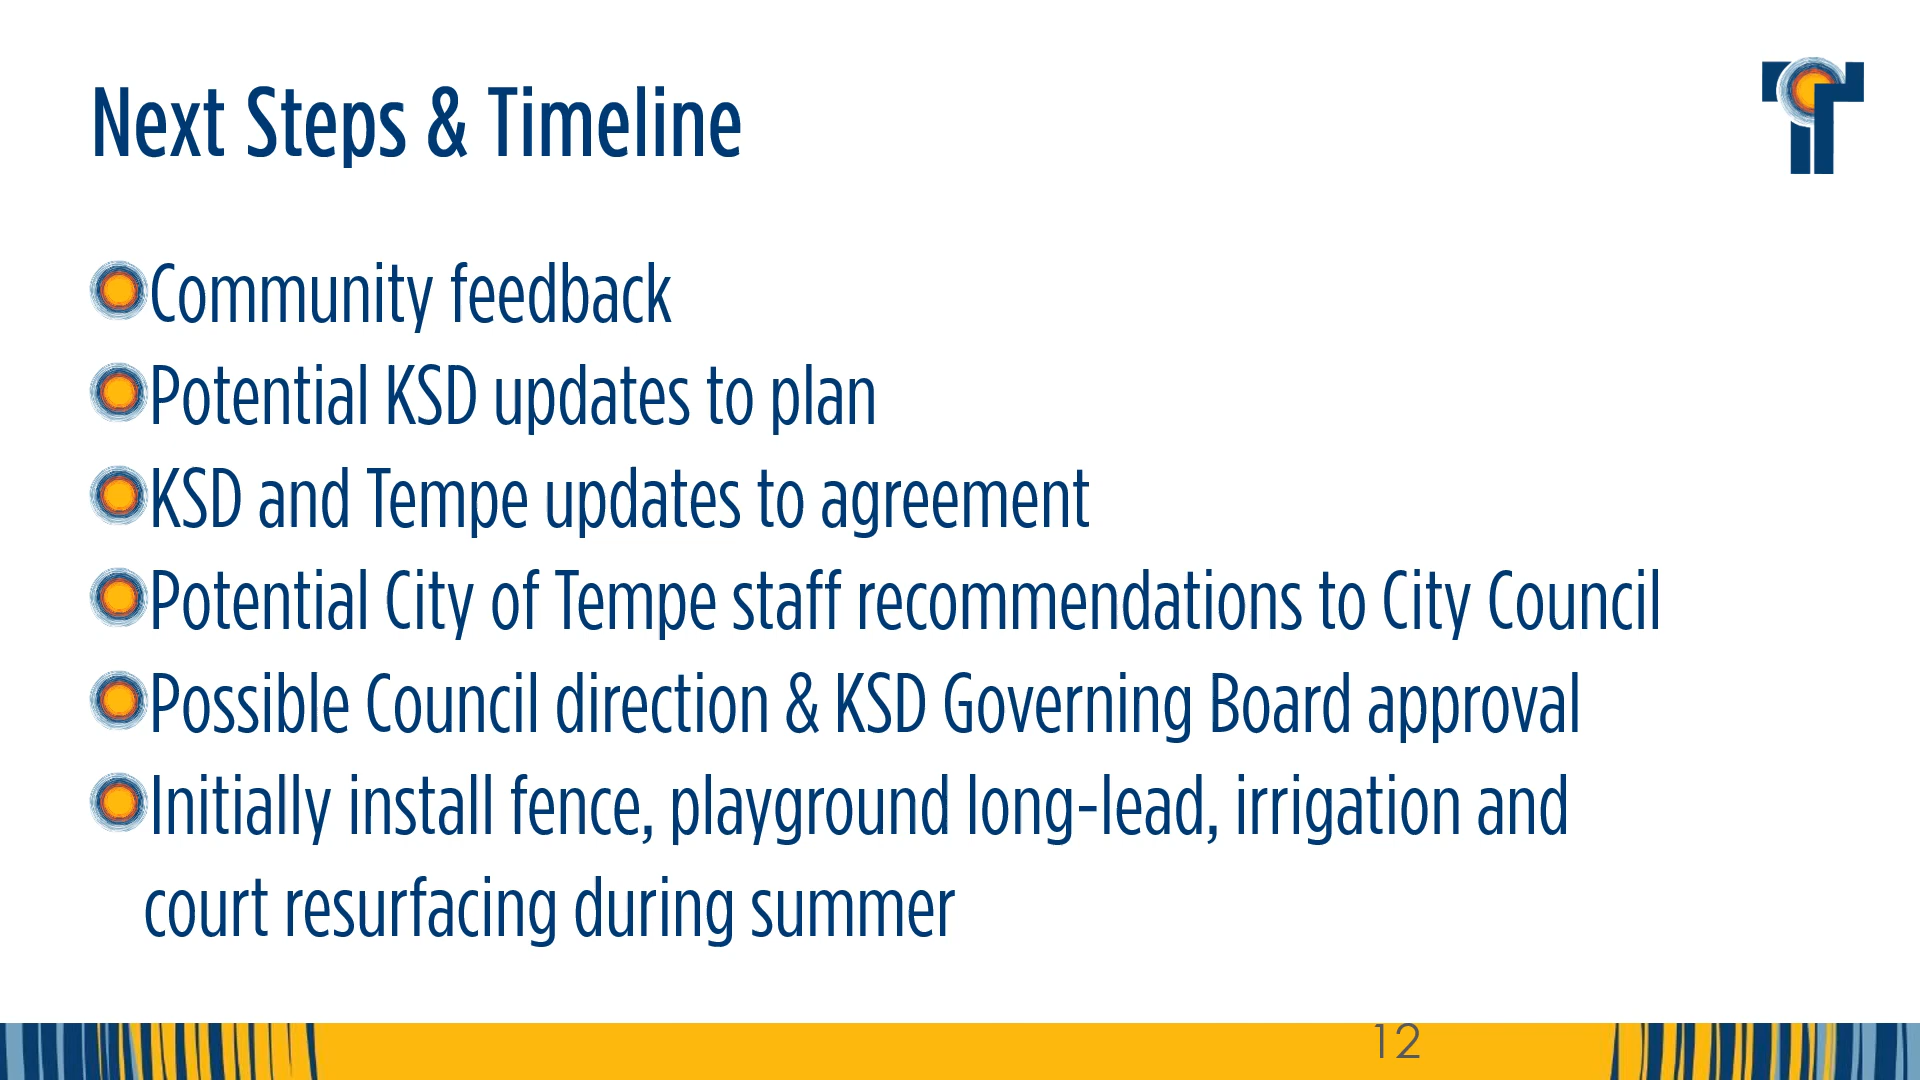 Next Steps & Timeline
Community feedback
Potential KSD updates to plan
KSD and Tempe updates to agreement
Potential City of Tempe staff recommendations to City Council
Possible Council direction & KSD Governing Board approval
Initially install fence, playground long-lead, irrigation and
court resurfacing during summer
12